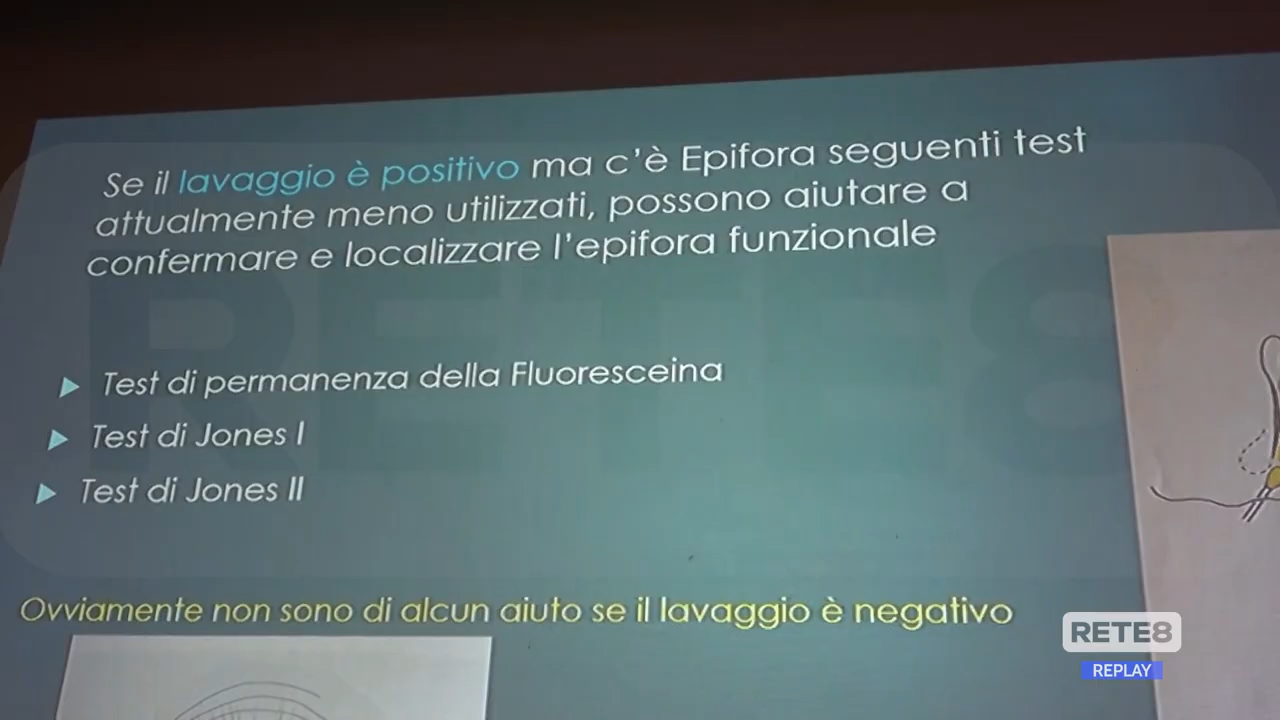 Se il lavaggio è positivo ma c'è Epifora seguenti test
attualmente meno utilizzati, possono aiutare a
confermare e localizzare l'epifora funzionale
Test di permanenza della Fluoresceina
Test di Jones I
Test di Jones II
Ovviamente non sono di alcun aiuto se il lavaggio è negativo
RETE8
RETE8
REPLAY